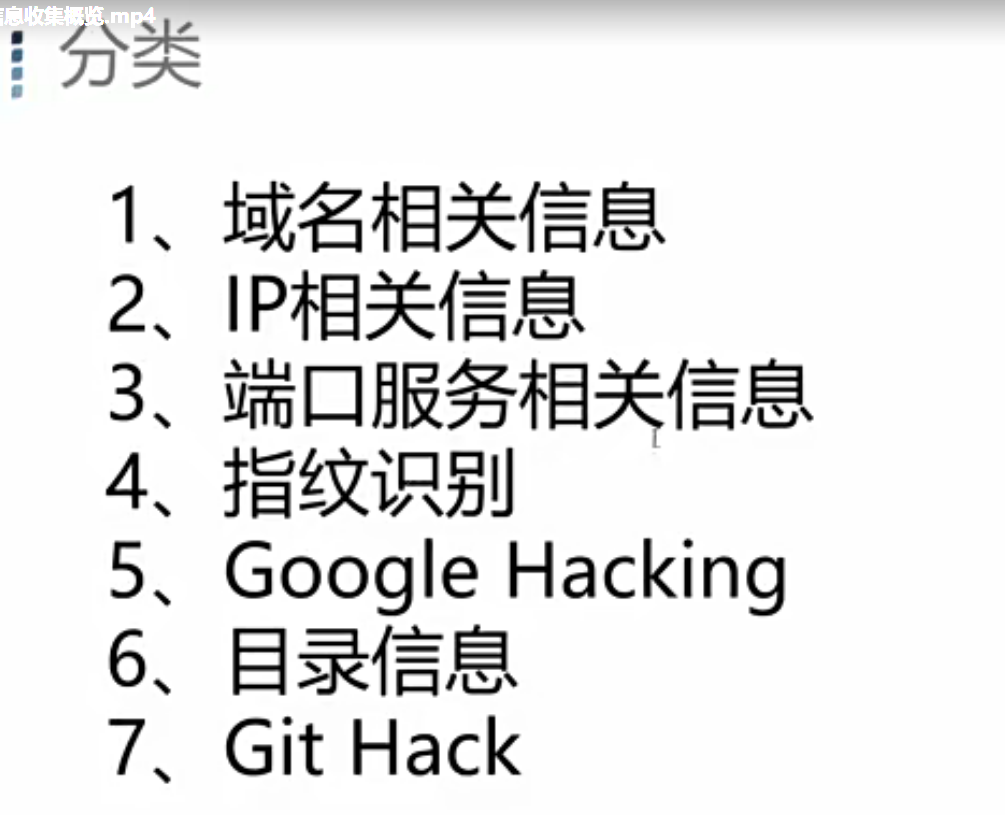 信息收集概览.mp4
分类
1、域名相关信息
2、IP相关信息
3、端口服务相关信息
4、指纹识别
5、Google Hacking
6、目录信息
7、Git Hack